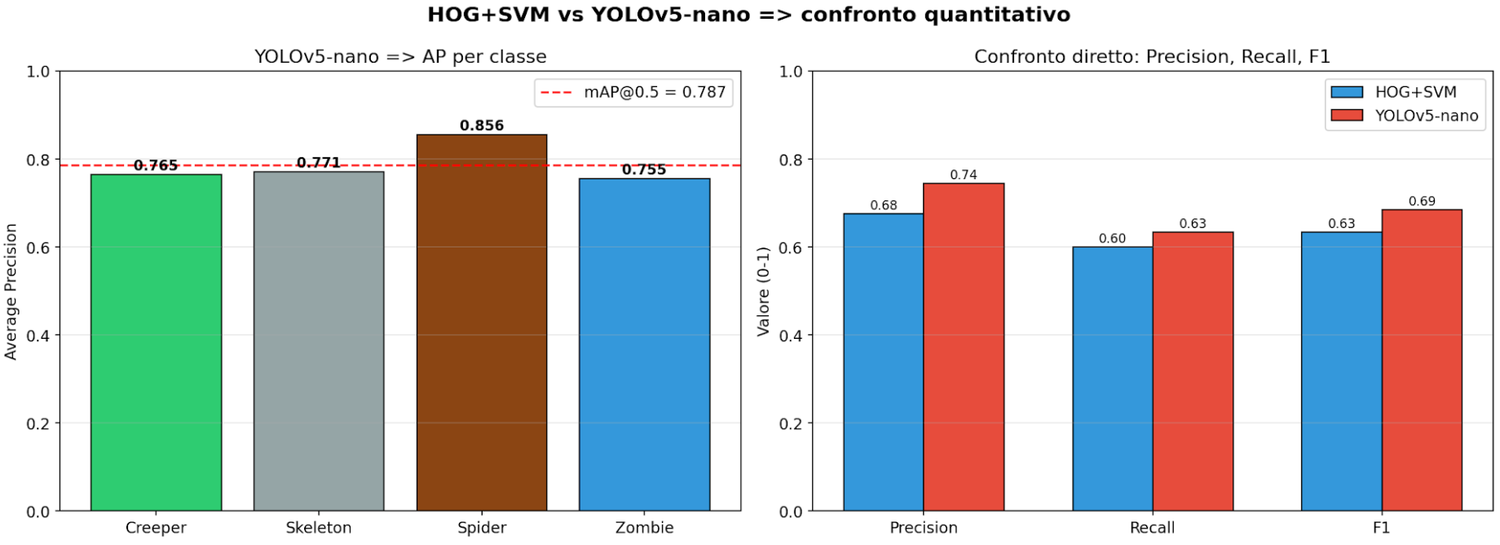 HOG+SVM vs YOLOv5-nano => confronto quantitativo
YOLOv5-nano => AP per classe
Average Precision
1.0
0.8
0.6
0.4
0.2
0.0
mAP@0.5 = 0.787
0.765
0.771
0.856
0.755
Creeper
Skeleton
Spider
Zombie
Confronto diretto: Precision, Recall, F1
Valore (0-1)
1.0
0.8
0.6
0.4
0.2
0.0
HOG+SVM
YOLOv5-nano
0.68
0.74
0.60
0.63
0.63
0.69
Precision
Recall
F1